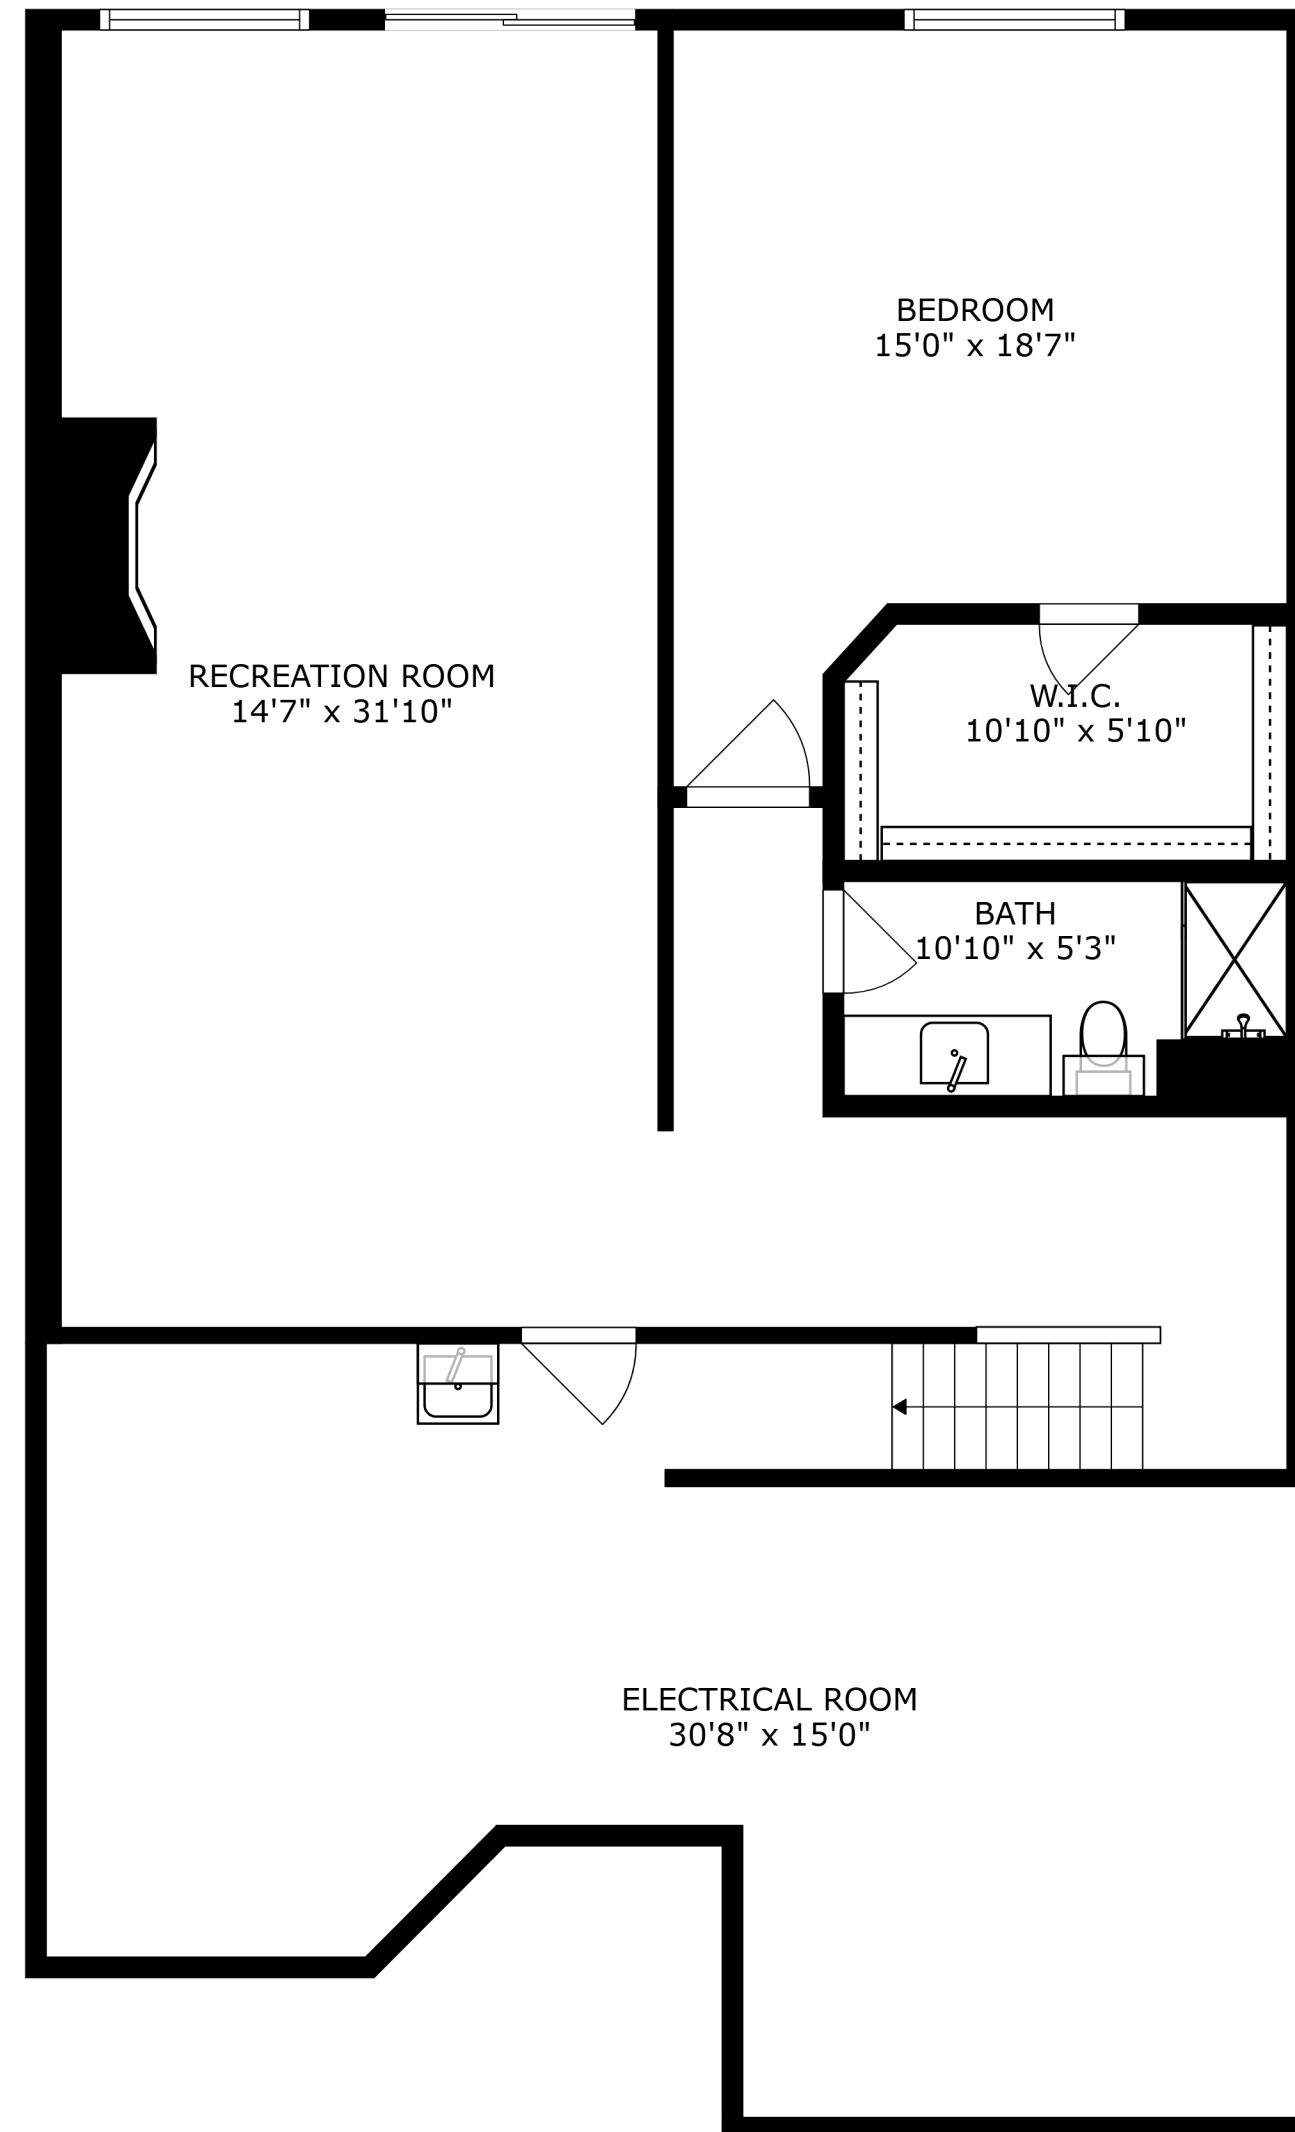 BEDROOM
15'0" x 18'7"
RECREATION ROOM
14'7" x 31'10"
W.I.C.
10'10" x 5'10"
BATH
10'10" x 5'3"
ELECTRICAL ROOM
30'8" x 15'0"